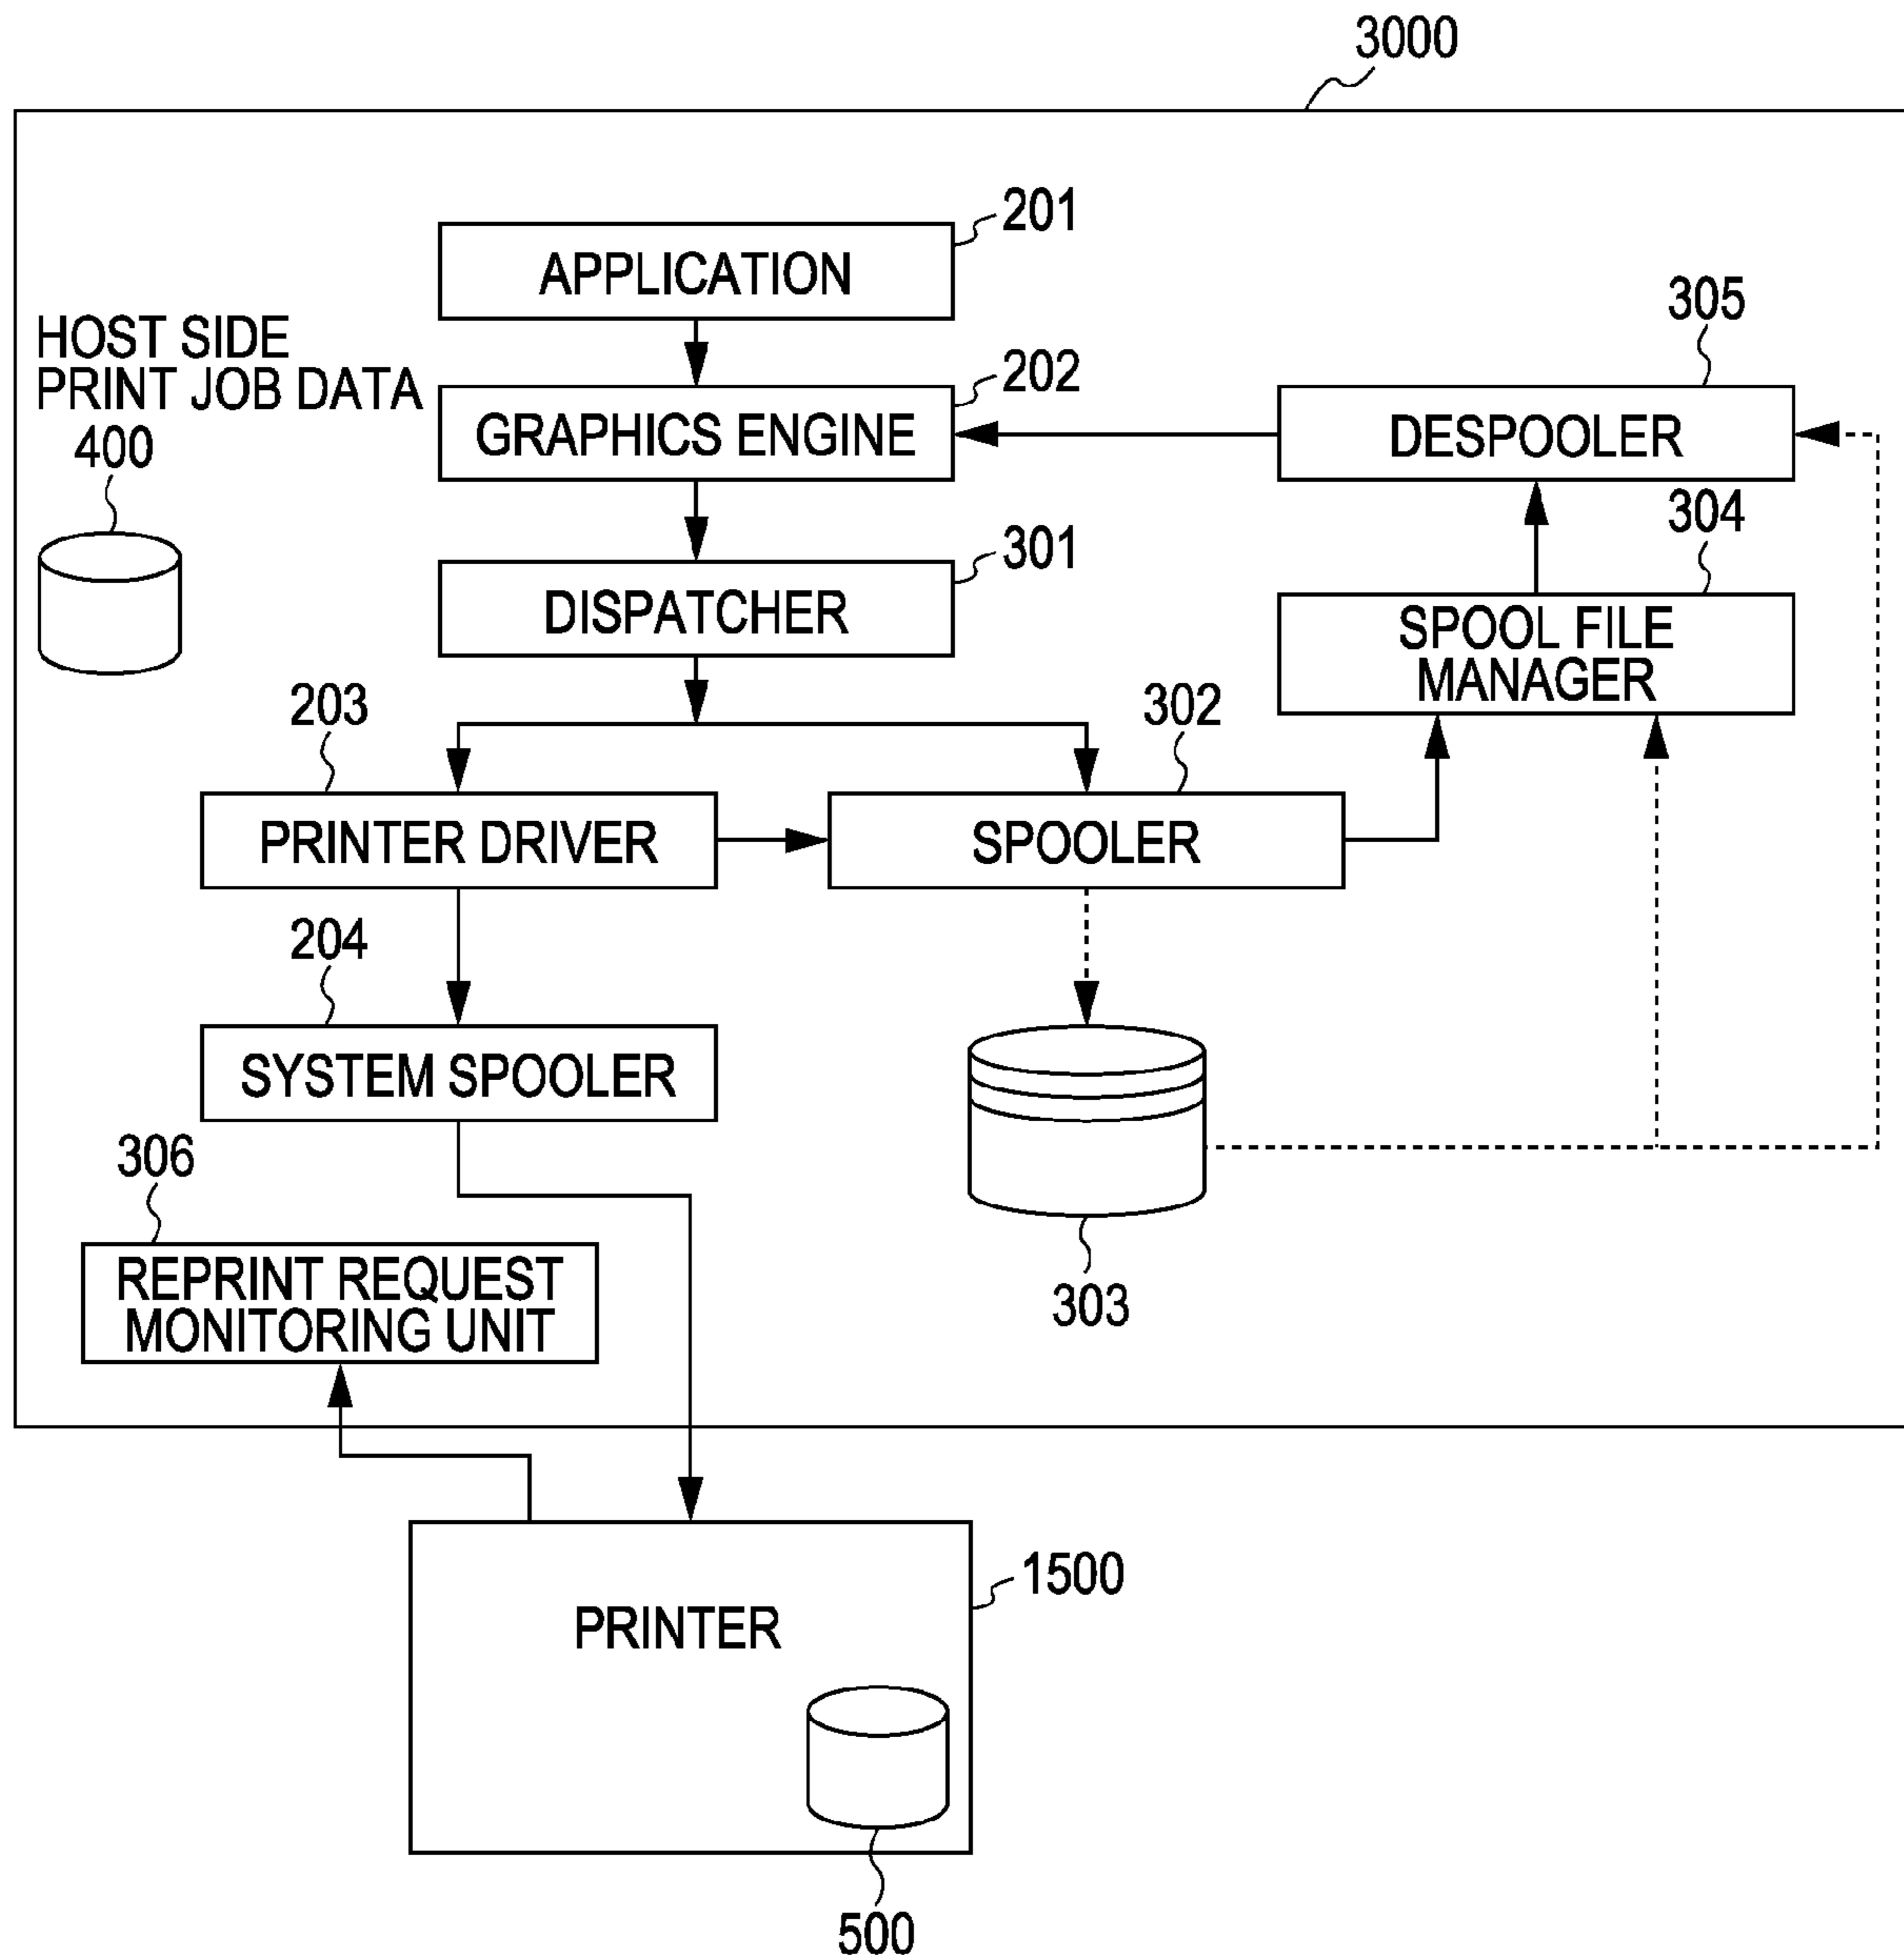 3000
201
APPLICATION
305
HOST SIDE
PRINT JOB DATA
400
202
GRAPHICS ENGINE
DESPOOLER
304
301
DISPATCHER
SPOOL FILE
MANAGER
203
302
PRINTER DRIVER
SPOOLER
204
SYSTEM SPOOLER
306
REPRINT REQUEST
MONITORING UNIT
303
1500
PRINTER
500